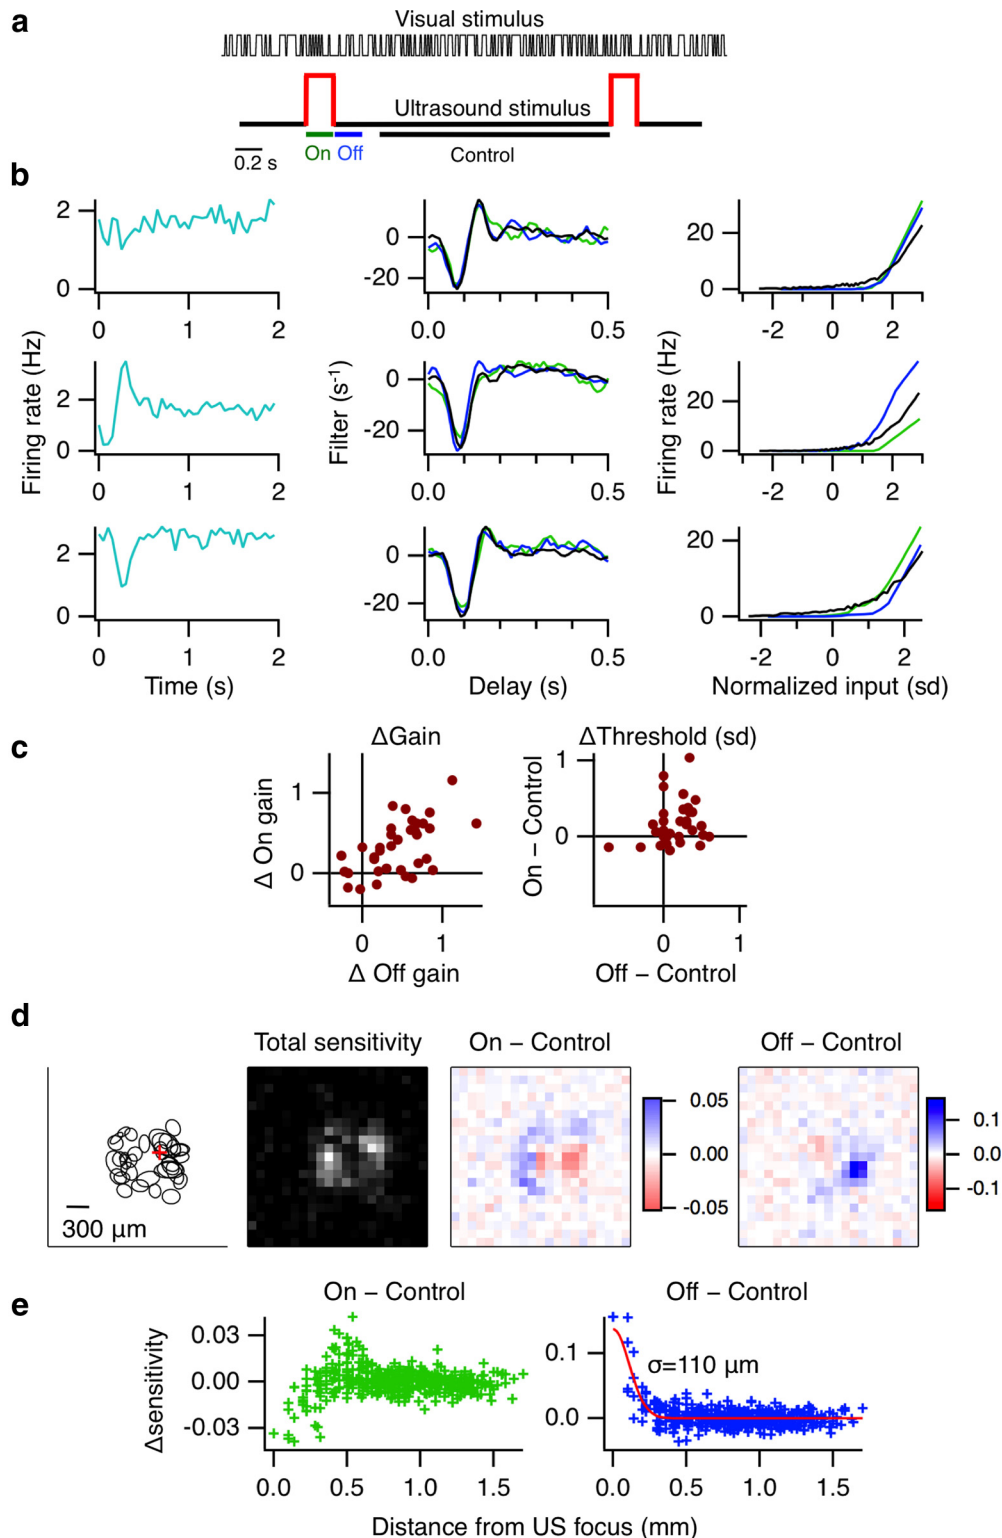 a
Visual stimulus
Ultrasound stimulus
On Off Control
0.2 s
b
2
0
0 1 2
0
-20
0.0 0.5
20
0
-2 0 2
2
0
0 1 2
0
-20
0.0 0.5
20
0
-2 0 2
2
0
0 1 2
0
-20
0.0 0.5
20
0
-2 0 2
Firing rate (Hz)
Filter (s-1)
Firing rate (Hz)
Time (s)
Delay (s)
Normalized input (sd)
c
ΔGain
1
0
0 1
Δ On gain
Δ Off gain
ΔThreshold (sd)
1
0
0 1
On – Control
Off – Control
d
300 µm
Total sensitivity
On – Control
0.05
0.00
-0.05
Off – Control
0.1
0.0
-0.1
e
On – Control
Δsensitivity
0.03
0.00
-0.03
0.0 0.5 1.0 1.5
Off – Control
σ=110 µm
0.1
0.0
0.0 0.5 1.0 1.5
Distance from US focus (mm)